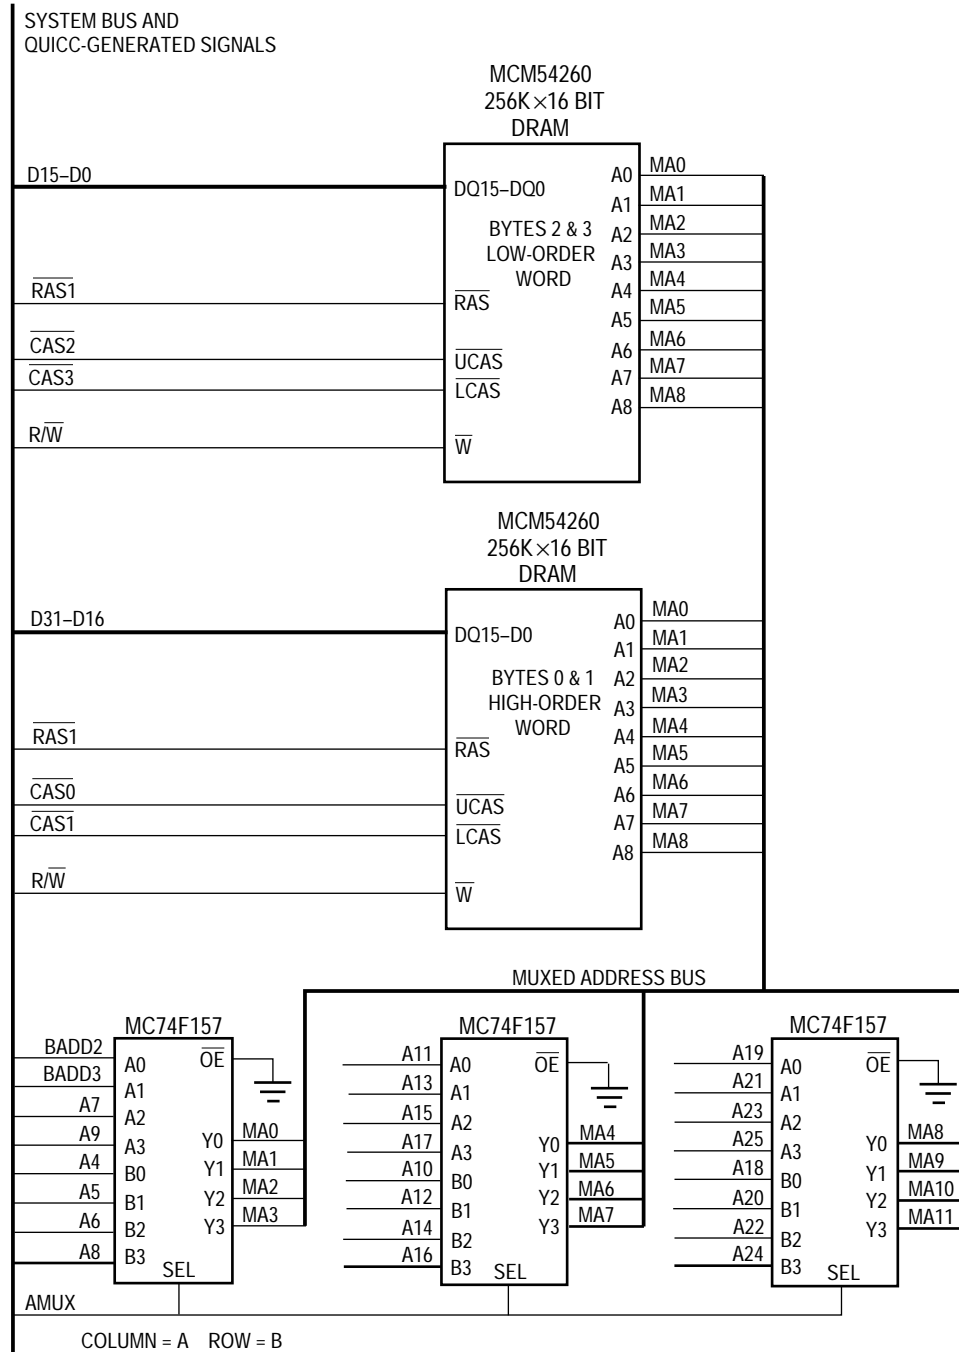 SYSTEM BUS AND
QUICC-GENERATED SIGNALS
MCM54260
256K×16 BIT
DRAM
D15–D0
DQ15–DQ0
BYTES 2 & 3
LOW-ORDER
WORD
RAS1
RAS
CAS2
UCAS
CAS3
LCAS
R/W
W
A0 MA0
A1 MA1
A2 MA2
A3 MA3
A4 MA4
A5 MA5
A6 MA6
A7 MA7
A8 MA8
MCM54260
256K×16 BIT
DRAM
D31–D16
DQ15–D0
BYTES 0 & 1
HIGH-ORDER
WORD
RAS1
RAS
CAS0
UCAS
CAS1
LCAS
R/W
W
A0 MA0
A1 MA1
A2 MA2
A3 MA3
A4 MA4
A5 MA5
A6 MA6
A7 MA7
A8 MA8
MUXED ADDRESS BUS
MC74F157
BADD2 A0
BADD3 A1
A7 A2
A9 A3
A4 B0
A5 B1
A6 B2
A8 B3
OE
Y0 MA0
Y1 MA1
Y2 MA2
Y3 MA3
SEL
MC74F157
A11 A0
A13 A1
A15 A2
A17 A3
A10 B0
A12 B1
A14 B2
A16 B3
OE
Y0 MA4
Y1 MA5
Y2 MA6
Y3 MA7
SEL
MC74F157
A19 A0
A21 A1
A23 A2
A25 A3
A18 B0
A20 B1
A22 B2
A24 B3
OE
Y0 MA8
Y1 MA9
Y2 MA10
Y3 MA11
SEL
AMUX
COLUMN = A ROW = B